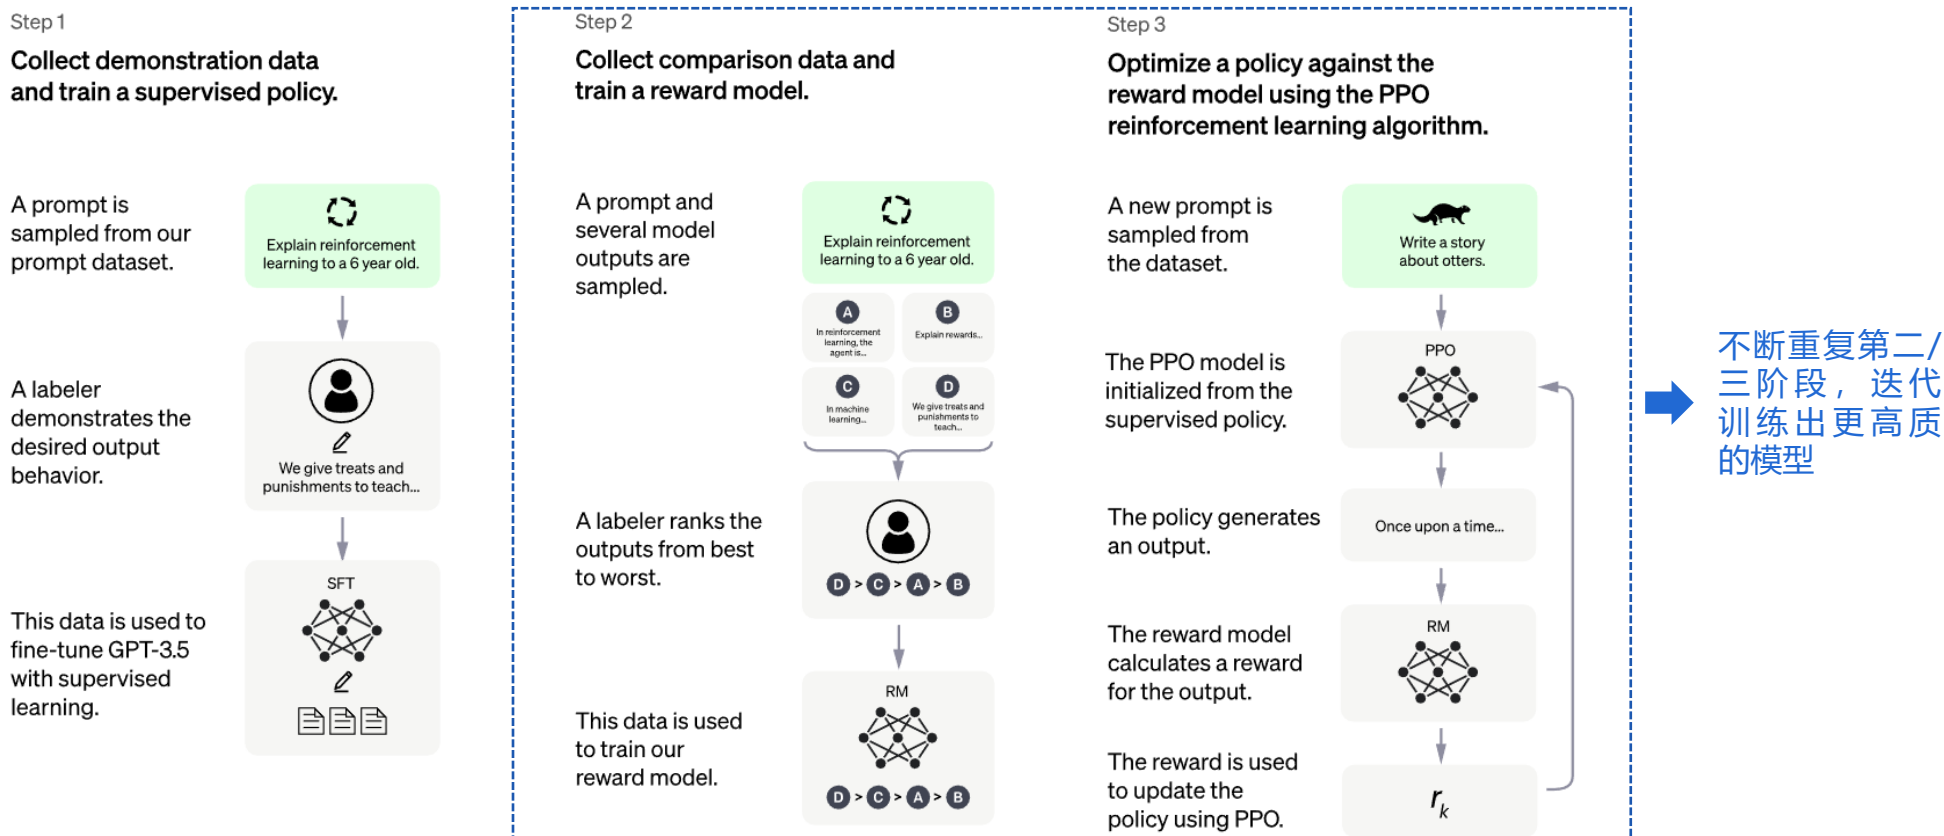 Step 1
Collect demonstration data
and train a supervised policy.
A prompt is
sampled from our
prompt dataset.
Explain reinforcement
learning to a 6 year old.
A labeler
demonstrates the
desired output
behavior.
We give treats and
punishments to teach...
This data is used to
fine-tune GPT-3.5
with supervised
learning.
SFT
Step 2
Collect comparison data and
train a reward model.
A prompt and
several model
outputs are
sampled.
Explain reinforcement
learning to a 6 year old.
A
In reinforcement
learning, the
agent is...
B
Explain rewards...
C
In machine
learning...
D
We give treats and
punishments to
teach...
A labeler ranks the
outputs from best
to worst.
D > C > A > B
This data is used
to train our
reward model.
RM
D > C > A > B
Step 3
Optimize a policy against the
reward model using the PPO
reinforcement learning algorithm.
A new prompt is
sampled from
the dataset.
Write a story
about otters.
The PPO model is
initialized from the
supervised policy.
PPO
The policy generates
an output.
Once upon a time...
The reward model
calculates a reward
for the output.
RM
The reward is used
to update the
policy using PPO.
rk
不断重复第二/
三阶段，迭代
训练出更高质
的模型